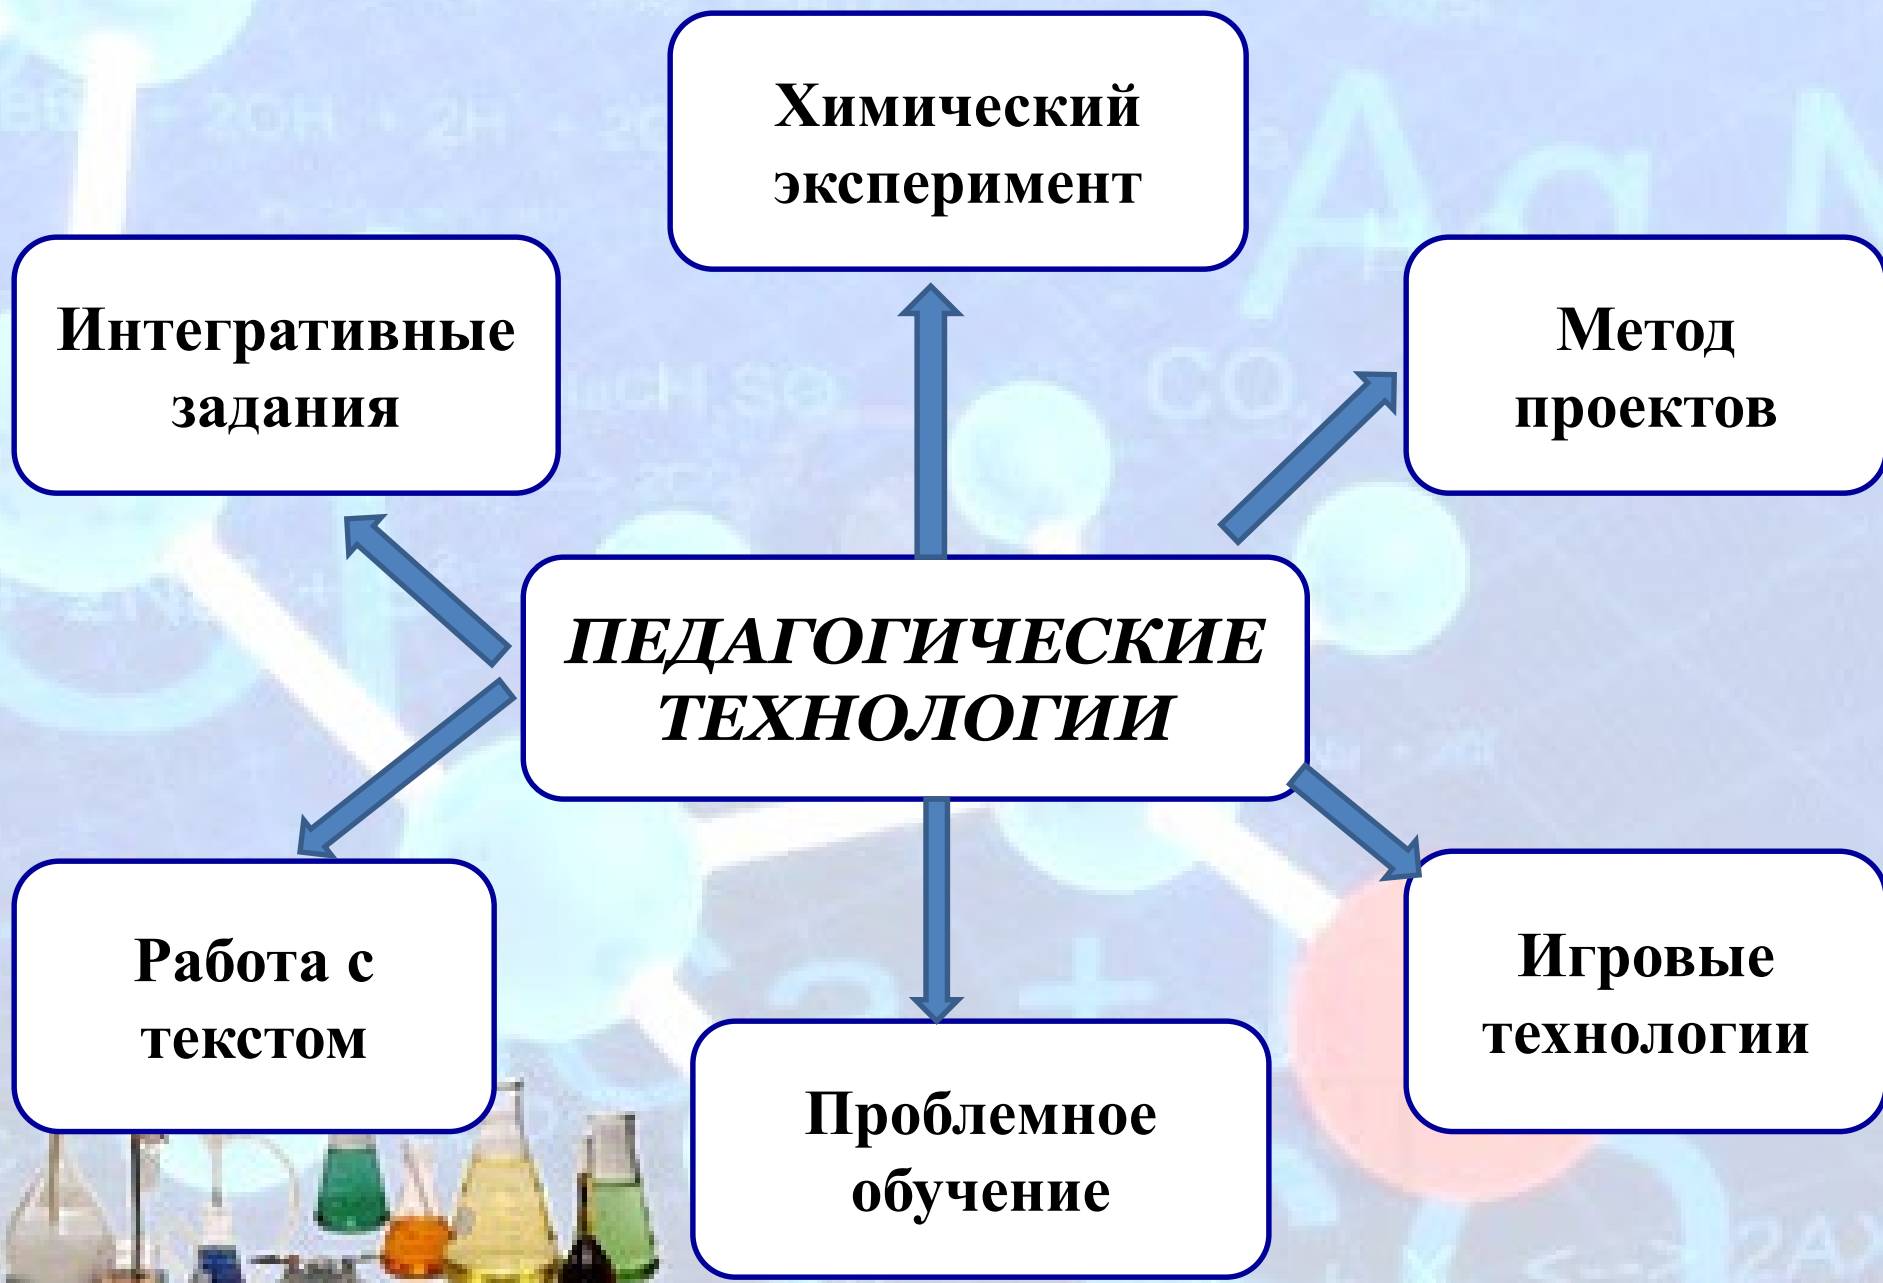 Химический
эксперимент
Интегративные
задания
Метод
проектов
ПЕДАГОГИЧЕСКИЕ
ТЕХНОЛОГИИ
Работа с
текстом
Игровые
технологии
Проблемное
обучение